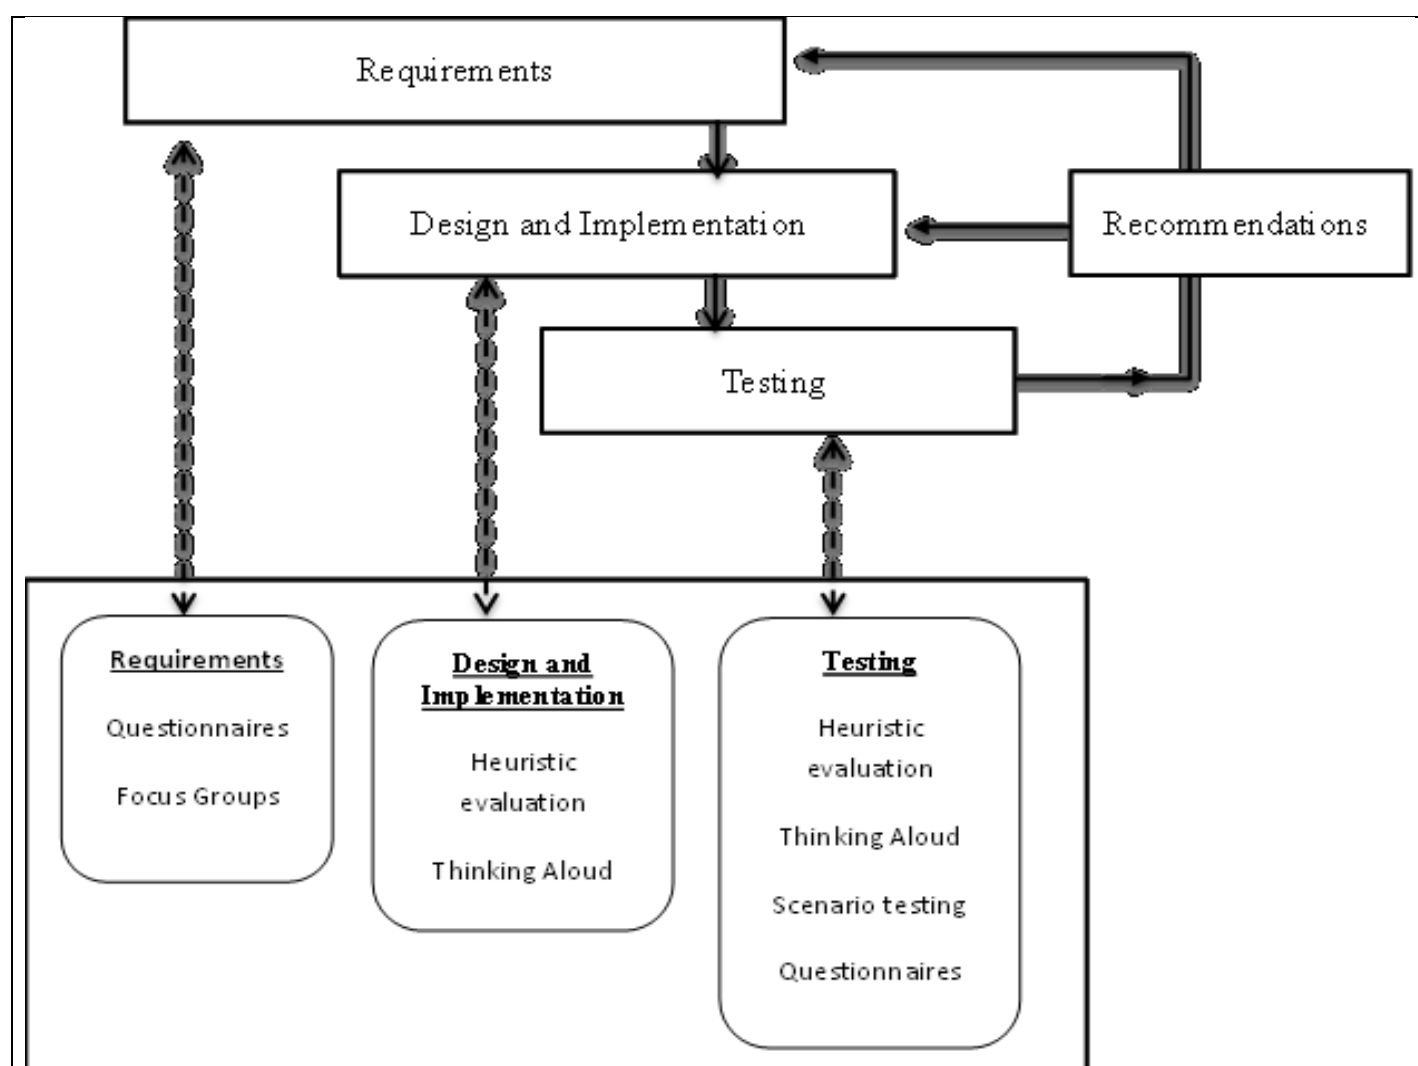 Requirements
Design and Implementation
Recommendations
Testing
Requirements
Questionnaires
Focus Groups
Design and
Implementation
Heuristic
evaluation
Thinking Aloud
Testing
Heuristic
evaluation
Thinking Aloud
Scenario testing
Questionnaires